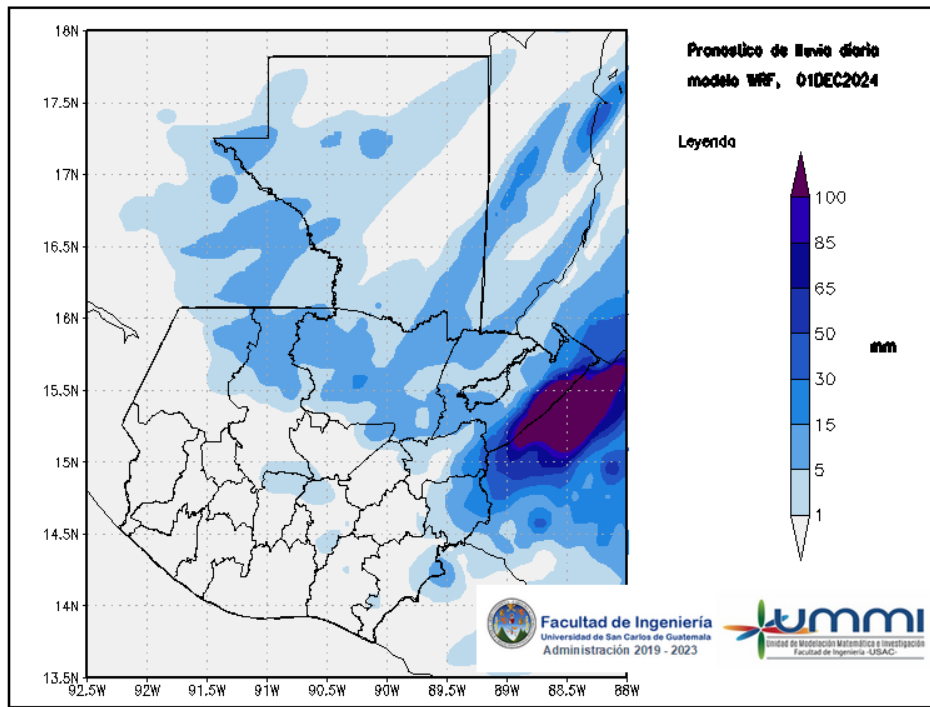 Pronostico de lluvia diaria
modelo WRF, 01DEC2024
Leyenda
100
85
65
50
30
15
5
1
mm
18N
17.5N
17N
16.5N
16N
15.5N
15N
14.5N
14N
13.5N
92.5W
92W
91.5W
91W
90.5W
90W
89.5W
89W
88.5W
88W
Facultad de Ingeniería
Universidad de San Carlos de Guatemala
Administración 2019 - 2023
UMMI
Unidad de Modelación Matemática e Investigación
Facultad de Ingeniería -USAC-